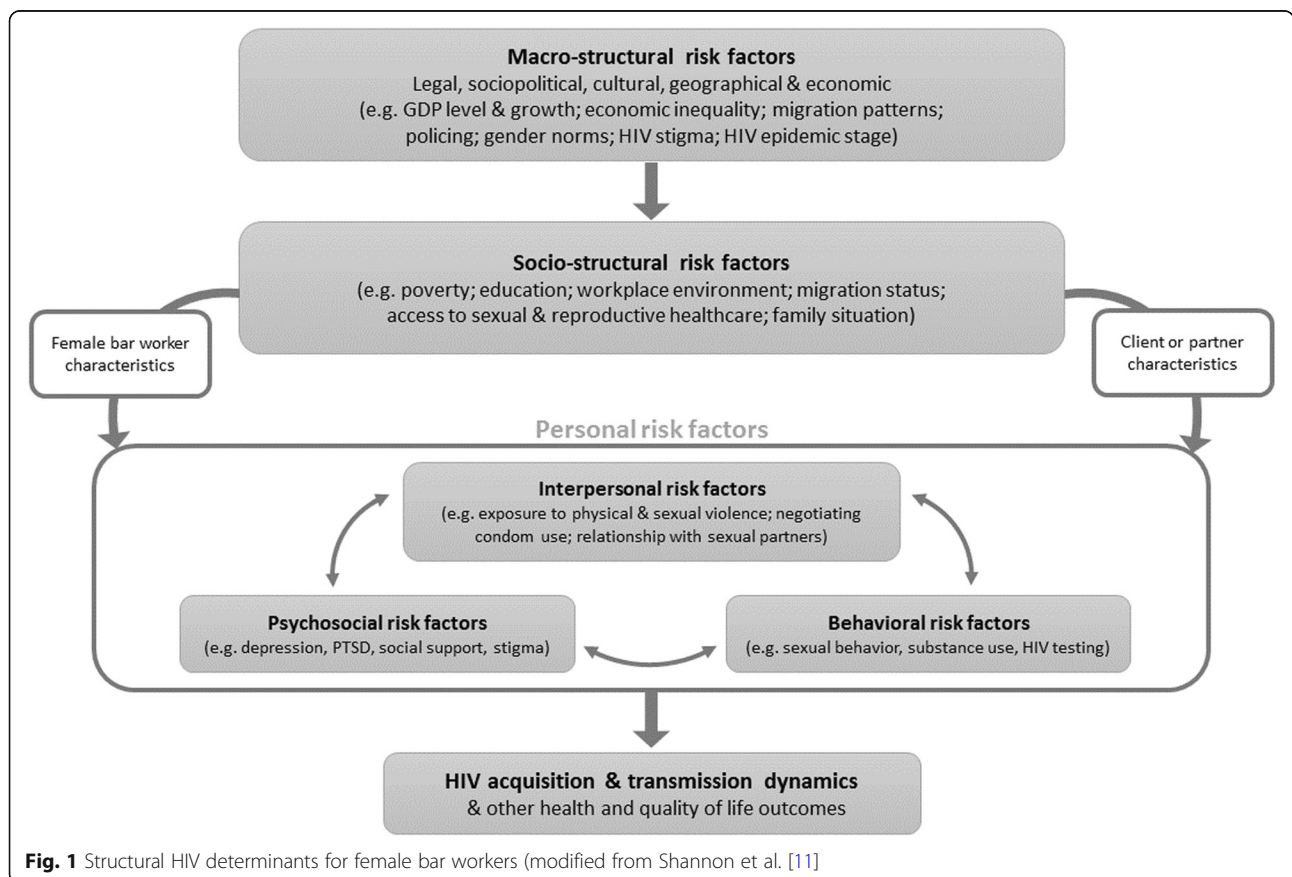 Macro-structural risk factors
Legal, sociopolitical, cultural, geographical & economic
(e.g. GDP level & growth; economic inequality; migration patterns;
policing; gender norms; HIV stigma; HIV epidemic stage)
Socio-structural risk factors
(e.g. poverty; education; workplace environment; migration status;
access to sexual & reproductive healthcare; family situation)
Female bar worker
characteristics
Client or partner
characteristics
Personal risk factors
Interpersonal risk factors
(e.g. exposure to physical & sexual violence; negotiating
condom use; relationship with sexual partners)
Psychosocial risk factors
(e.g. depression, PTSD, social support, stigma)
Behavioral risk factors
(e.g. sexual behavior, substance use, HIV testing)
HIV acquisition & transmission dynamics
& other health and quality of life outcomes
Fig. 1 Structural HIV determinants for female bar workers (modified from Shannon et al. [11]